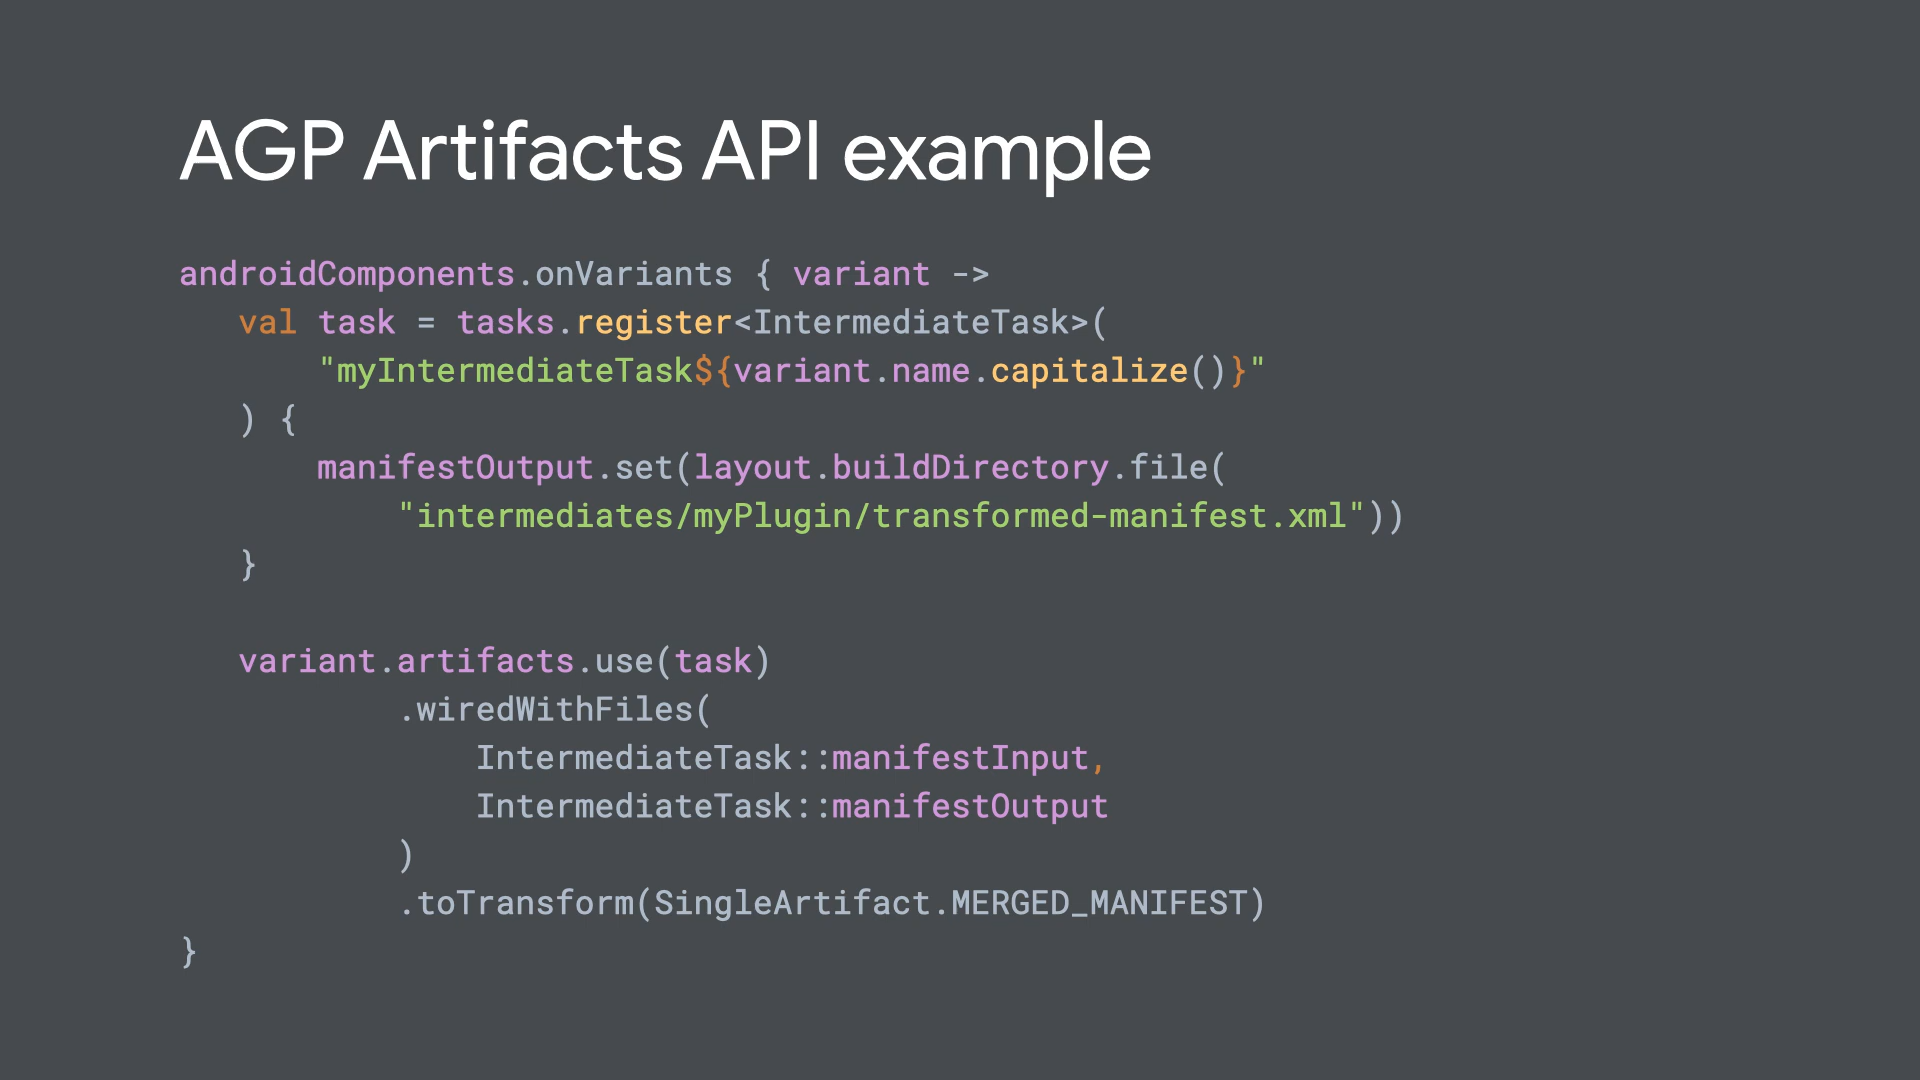 AGP Artifacts API example
androidComponents.onVariants { variant ->
   val task = tasks.register<IntermediateTask>(
       "myIntermediateTask${variant.name.capitalize()}"
   ) {
       manifestOutput.set(layout.buildDirectory.file(
           "intermediates/myPlugin/transformed-manifest.xml"))
   }
   variant.artifacts.use(task)
           .wiredWithFiles(
               IntermediateTask::manifestInput,
               IntermediateTask::manifestOutput
           )
           .toTransform(SingleArtifact.MERGED_MANIFEST)
}